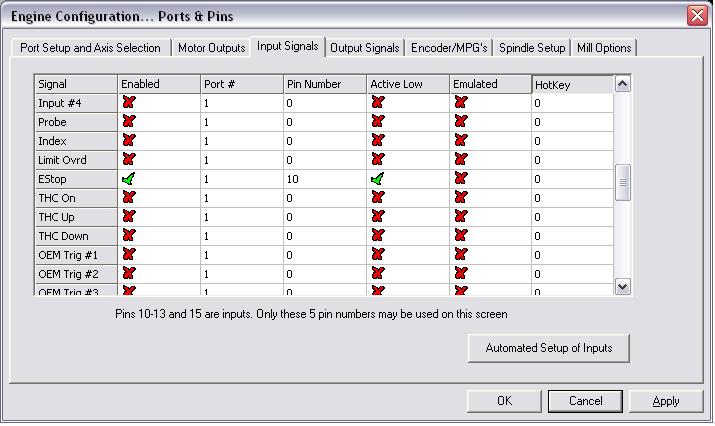 Engine Configuration... Ports & Pins
Port Setup and Axis Selection Motor Outputs Input Signals Output Signals Encoder/MPG's Spindle Setup Mill Options
Signal Enabled Port # Pin Number Active Low Emulated HotKey
Input #4 1 0 0
Probe 1 0 0
Index 1 0 0
Limit Ovrd 1 0 0
EStop 1 10 0
THC On 1 0 0
THC Up 1 0 0
THC Down 1 0 0
OEM Trig #1 1 0 0
OEM Trig #2 1 0 0
OEM Trig #3 1 0 0
Pins 10-13 and 15 are inputs. Only these 5 pin numbers may be used on this screen
Automated Setup of Inputs
OK Cancel Apply